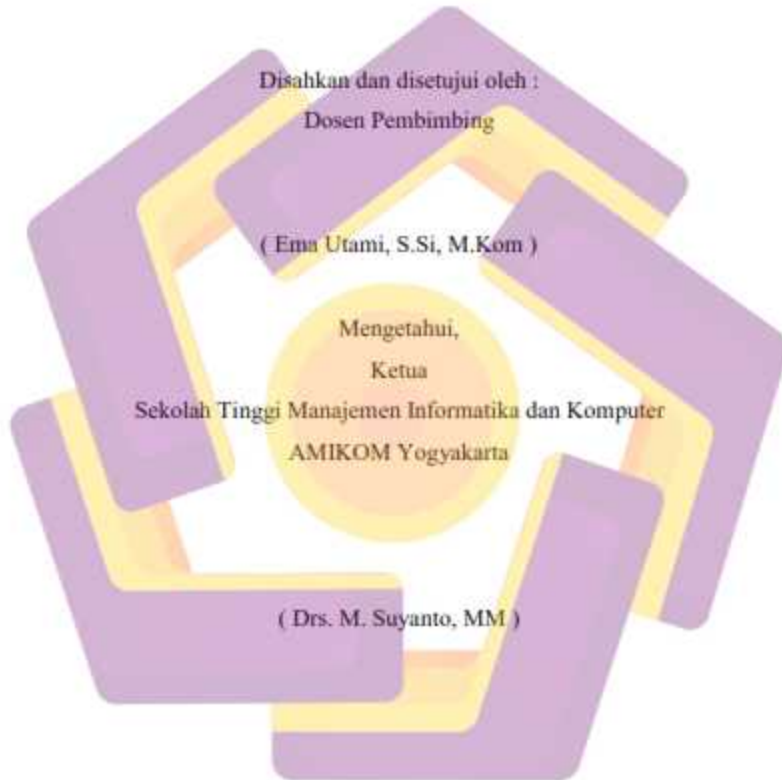 Disahkan dan disetujui oleh :
Dosen Pembimbing
( Ema Utami, S.Si, M.Kom )
Mengetahui,
Ketua
Sekolah Tinggi Manajemen Informatika dan Komputer
AMIKOM Yogyakarta
( Drs. M. Suyanto, MM )